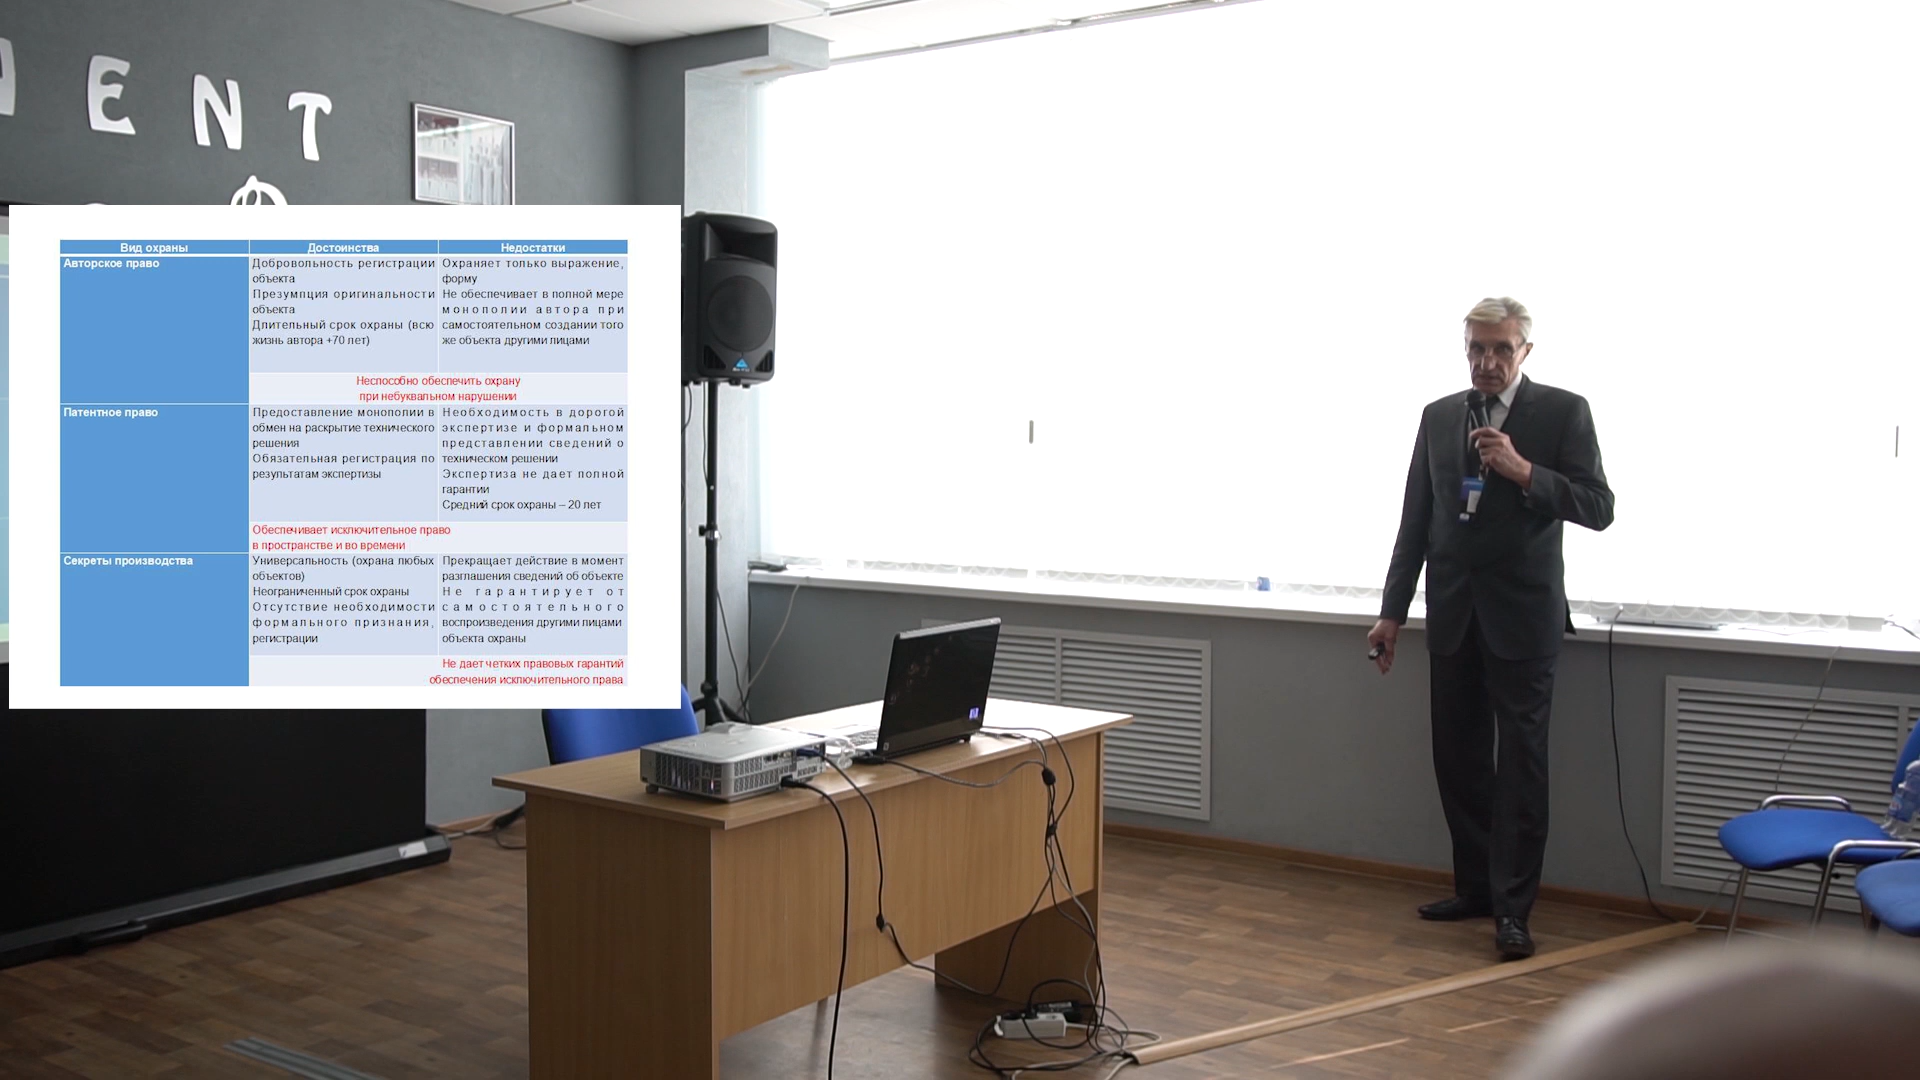 ENT
Вид охраны
Достоинства
Недостатки
Авторское право
Добровольность регистрации
объекта
Презумпция оригинальности
объекта
Длительный срок охраны (всю
жизнь автора +70 лет)
Охраняет только выражение,
форму
Не обеспечивает в полной мере
монополии автора при
самостоятельном создании того
же объекта другими лицами
Неспособно обеспечить охрану
при небуквальном нарушении
Патентное право
Предоставление монополии в
обмен на раскрытие технического
решения
Обязательная регистрация по
результатам экспертизы
Необходимость в дорогой
экспертизе и формальном
представлении сведений о
техническом решении
Экспертиза не дает полной
гарантии
Средний срок охраны – 20 лет
Обеспечивает исключительное право
в пространстве и во времени
Секреты производства
Универсальность (охрана любых
объектов)
Неограниченный срок охраны
Отсутствие необходимости
формального признания,
регистрации
Прекращает действие в момент
разглашения сведений об объекте
Не гарантирует от
самостоятельного
воспроизведения другими лицами
объекта охраны
Не дает четких правовых гарантий
обеспечения исключительного права